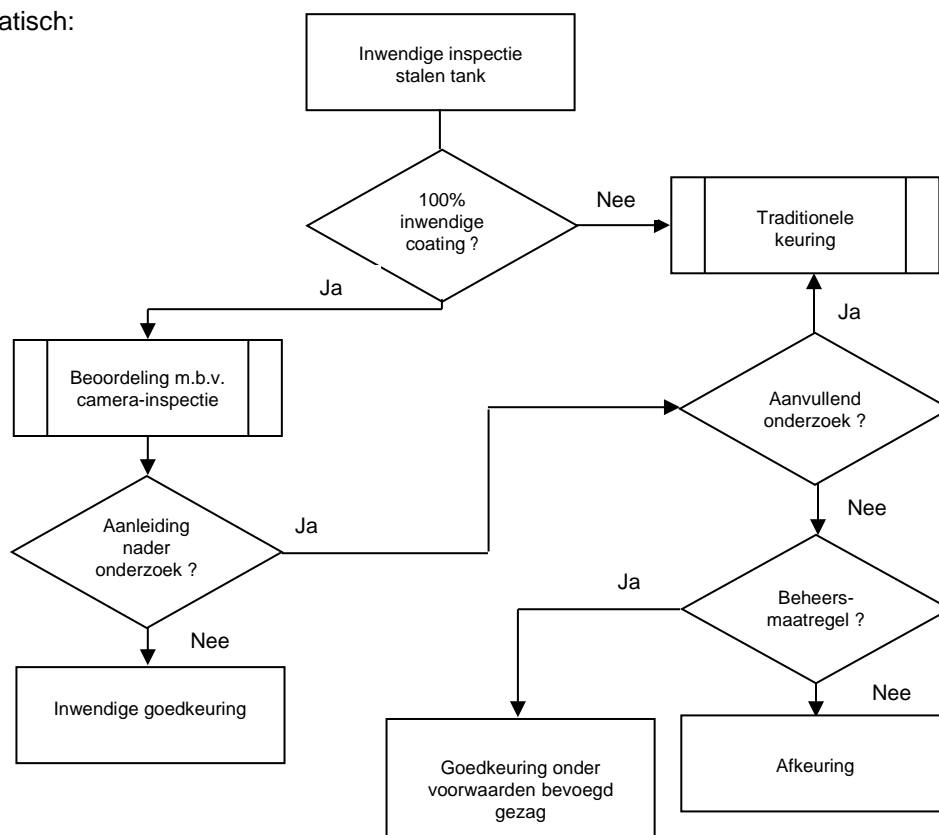 atisch:
Inwendige inspectie
stalen tank
100%
inwendige
coating ?
Nee
Traditionele
keuring
Ja
Ja
Beoordeling m.b.v.
camera-inspectie
Aanvullend
onderzoek ?
Aanleiding
nader
onderzoek ?
Ja
Nee
Ja
Beheers-
maatregel ?
Nee
Inwendige goedkeuring
Nee
Goedkeuring onder
voorwaarden bevoegd
gezag
Afkeuring